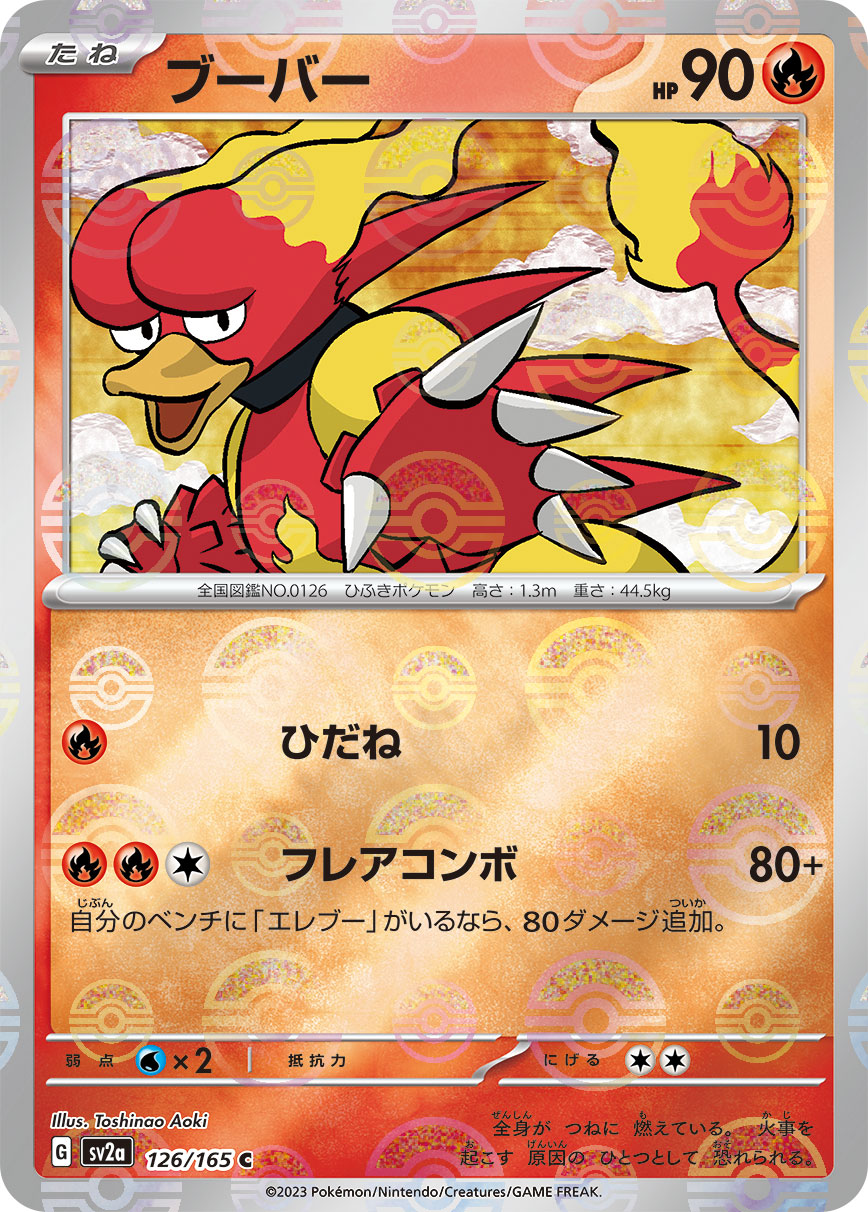 たね
ブーバー
HP 90
全国図鑑NO.0126 ひふきポケモン 高さ:1.3m 重さ:44.5kg
ひだね 10
フレアコンボ 80+
自分のベンチに「エレブー」がいるなら、80ダメージ追加。
弱点 ×2 抵抗力 にげる
Illus. Toshinao Aoki
G sv2a 126/165 C
全身が つねに 燃えている。 火事を
起こす 原因の ひとつとして 恐れられる。
©2023 Pokémon/Nintendo/Creatures/GAME FREAK.